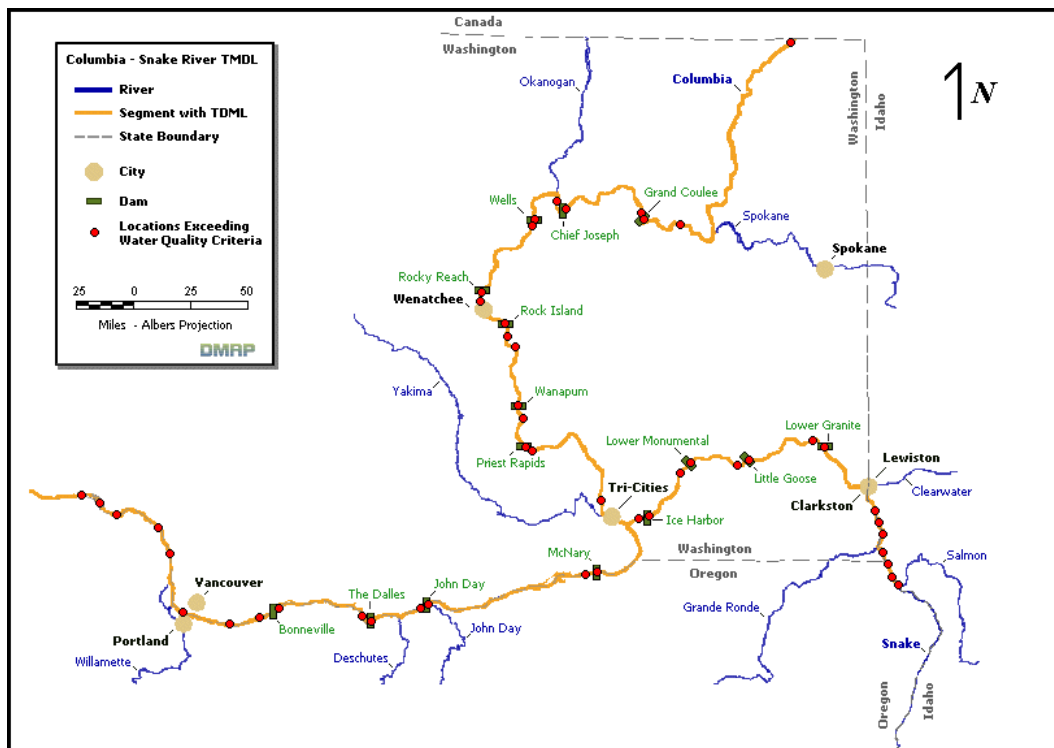 Canada
Washington
Columbia - Snake River TMDL
River
Segment with TDML
State Boundary
City
Dam
Locations Exceeding
Water Quality Criteria
25 0 25 50
Miles - Albers Projection
DMAP
Okanogan
Columbia
Washington
Idaho
N
Wells
Grand Coulee
Chief Joseph
Spokane
Spokane
Rocky Reach
Wenatchee
Rock Island
Yakima
Wanapum
Priest Rapids
Lower Monumental
Lower Granite
Little Goose
Lewiston
Clearwater
Clarkston
Tri-Cities
Ice Harbor
Washington
Oregon
McNary
Salmon
Vancouver
The Dalles
John Day
Grande Ronde
Portland
Bonneville
John Day
Willamette
Deschutes
Snake
Oregon
Idaho